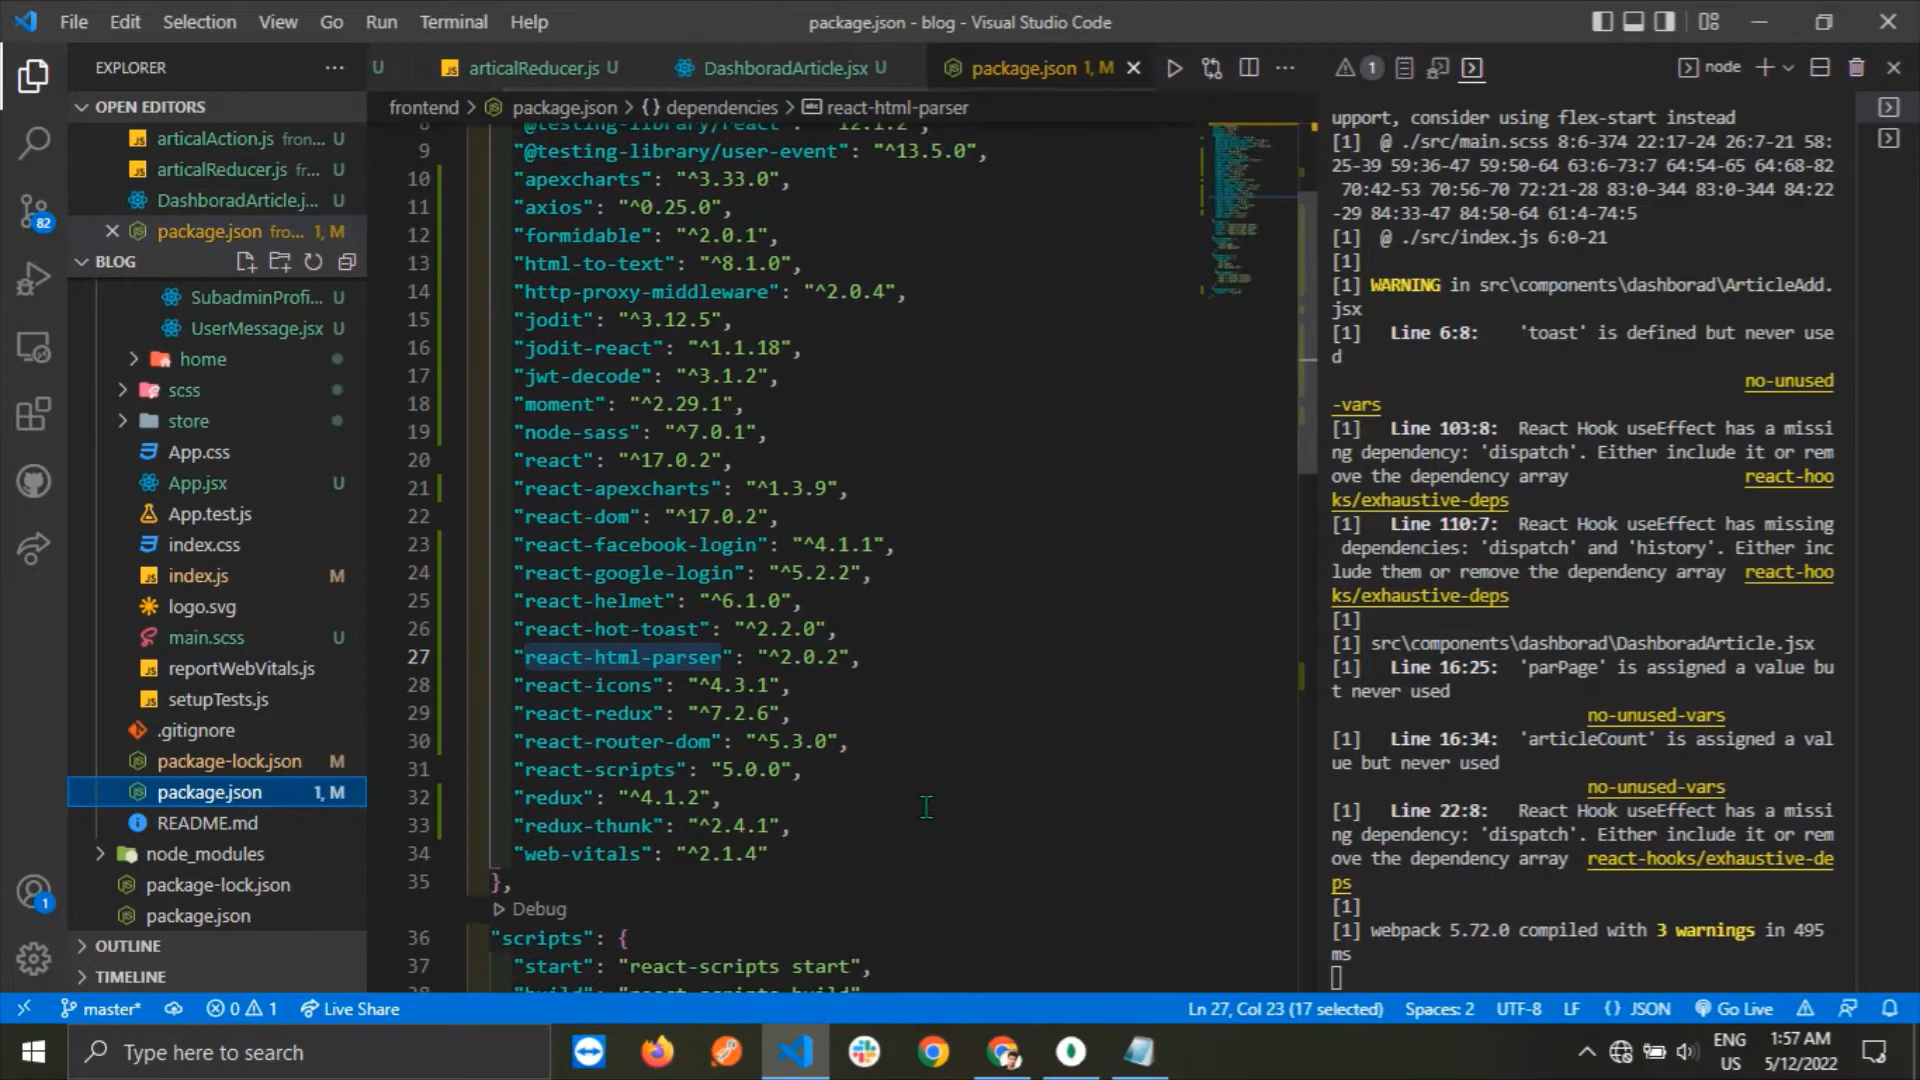 File Edit Selection View Go Run Terminal Help
package.json - blog - Visual Studio Code
EXPLORER
OPEN EDITORS
articalAction.js fron... U
articalReducer.js fr... U
DashboradArticle.j... U
package.json fro... 1, M
BLOG
SubadminProfi... U
UserMessage.jsx U
home
scss
store
App.css
App.jsx U
App.test.js
index.css
index.js M
logo.svg
main.scss U
reportWebVitals.js
setupTests.js
.gitignore
package-lock.json M
package.json 1, M
README.md
node_modules
package-lock.json
package.json
OUTLINE
TIMELINE
82
1
U
articalReducer.js U
DashboradArticle.jsx U
package.json 1, M
frontend > package.json > {} dependencies > react-html-parser
8 "@testing-library/react": "^12.1.2",
9 "@testing-library/user-event": "^13.5.0",
10 "apexcharts": "^3.33.0",
11 "axios": "^0.25.0",
12 "formidable": "^2.0.1",
13 "html-to-text": "^8.1.0",
14 "http-proxy-middleware": "^2.0.4",
15 "jodit": "^3.12.5",
16 "jodit-react": "^1.1.18",
17 "jwt-decode": "^3.1.2",
18 "moment": "^2.29.1",
19 "node-sass": "^7.0.1",
20 "react": "^17.0.2",
21 "react-apexcharts": "^1.3.9",
22 "react-dom": "^17.0.2",
23 "react-facebook-login": "^4.1.1",
24 "react-google-login": "^5.2.2",
25 "react-helmet": "^6.1.0",
26 "react-hot-toast": "^2.2.0",
27 "react-html-parser": "^2.0.2",
28 "react-icons": "^4.3.1",
29 "react-redux": "^7.2.6",
30 "react-router-dom": "^5.3.0",
31 "react-scripts": "5.0.0",
32 "redux": "^4.1.2",
33 "redux-thunk": "^2.4.1",
34 "web-vitals": "^2.1.4"
35 },
Debug
36 "scripts": {
37 "start": "react-scripts start",
38 "build": "react-scripts build"
1
node
upport, consider using flex-start instead
[1] @ ./src/main.scss 8:6-374 22:17-24 26:7-21 58:
25-39 59:36-47 59:50-64 63:6-73:7 64:54-65 64:68-82
70:42-53 70:56-70 72:21-28 83:0-344 83:0-344 84:22
-29 84:33-47 84:50-64 61:4-74:5
[1] @ ./src/index.js 6:0-21
[1]
[1] WARNING in src\components\dashborad\ArticleAdd.
jsx
[1] Line 6:8: 'toast' is defined but never use
d
no-unused
-vars
[1] Line 103:8: React Hook useEffect has a missi
ng dependency: 'dispatch'. Either include it or rem
ove the dependency array react-hoo
ks/exhaustive-deps
[1] Line 110:7: React Hook useEffect has missing
dependencies: 'dispatch' and 'history'. Either inc
lude them or remove the dependency array react-hoo
ks/exhaustive-deps
[1]
[1] src\components\dashborad\DashboradArticle.jsx
[1] Line 16:25: 'parPage' is assigned a value bu
t never used
no-unused-vars
[1] Line 16:34: 'articleCount' is assigned a val
ue but never used
no-unused-vars
[1] Line 22:8: React Hook useEffect has a missi
ng dependency: 'dispatch'. Either include it or rem
ove the dependency array react-hooks/exhaustive-de
ps
[1]
[1] webpack 5.72.0 compiled with 3 warnings in 495
ms
master* 0 1 Live Share
Ln 27, Col 23 (17 selected) Spaces: 2 UTF-8 LF {} JSON Go Live
Type here to search
ENG
US
1:57 AM
5/12/2022